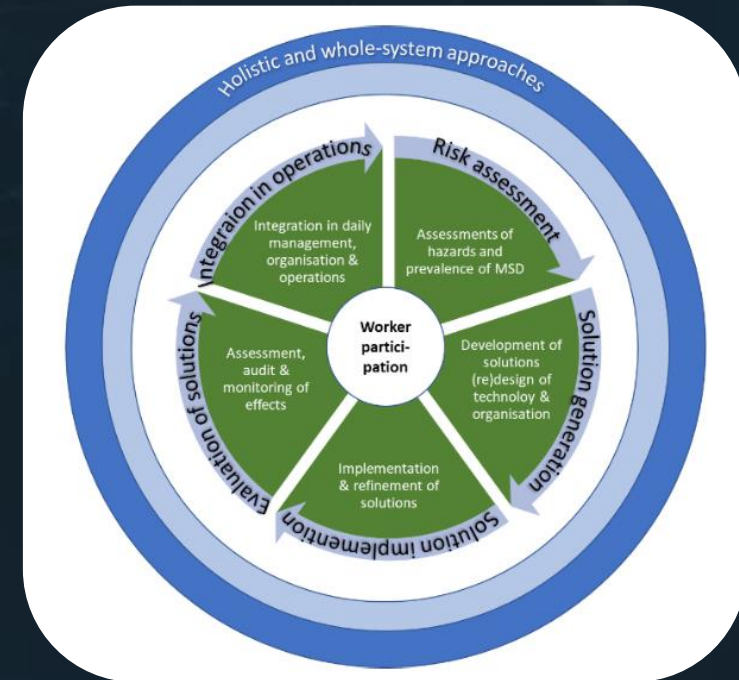 Holistic and whole-system approaches
Risk assessment
Assessments of
hazards and
prevalence of MSD
Solution generation
Development of
solutions
(re)design of
technoloy &
organisation
Solution implemention
Implementation
& refinement of
solutions
Evaluation of solutions
Assessment,
audit &
monitoring of
effects
Integraion in operations
Integration in daily
management,
organisation &
operations
Worker
partici-
pation